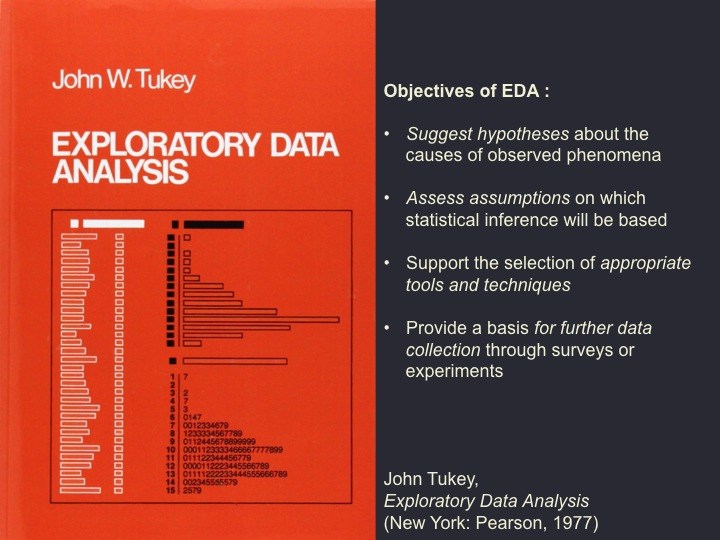 John W. Tukey
EXPLORATORY DATA
ANALYSIS
1 7
2
3 2
4 7
5 3
6 0147
7 0012334679
8 1233334567789
9 0112445678899999
10 00011233334666677778​99
11 011122344456779
12 0000112223445566789
13 01111222233444555666789
14 002345555579
15 2579
Objectives of EDA :
• Suggest hypotheses about the
causes of observed phenomena
• Assess assumptions on which
statistical inference will be based
• Support the selection of appropriate
tools and techniques
• Provide a basis for further data
collection through surveys or
experiments
John Tukey,
Exploratory Data Analysis
(New York: Pearson, 1977)